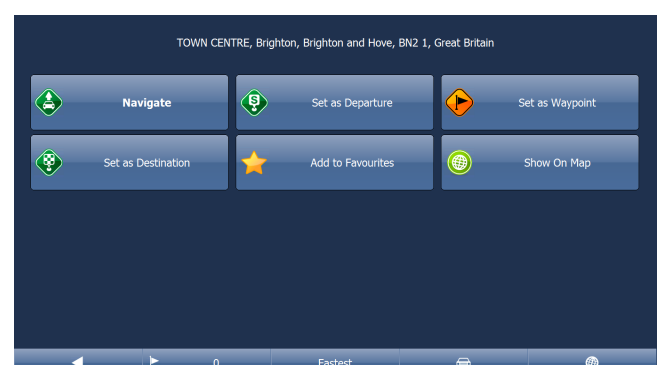 TOWN CENTRE, Brighton, Brighton and Hove, BN2 1, Great Britain
Navigate
Set as Departure
Set as Waypoint
Set as Destination
Add to Favourites
Show On Map
0
Fastest